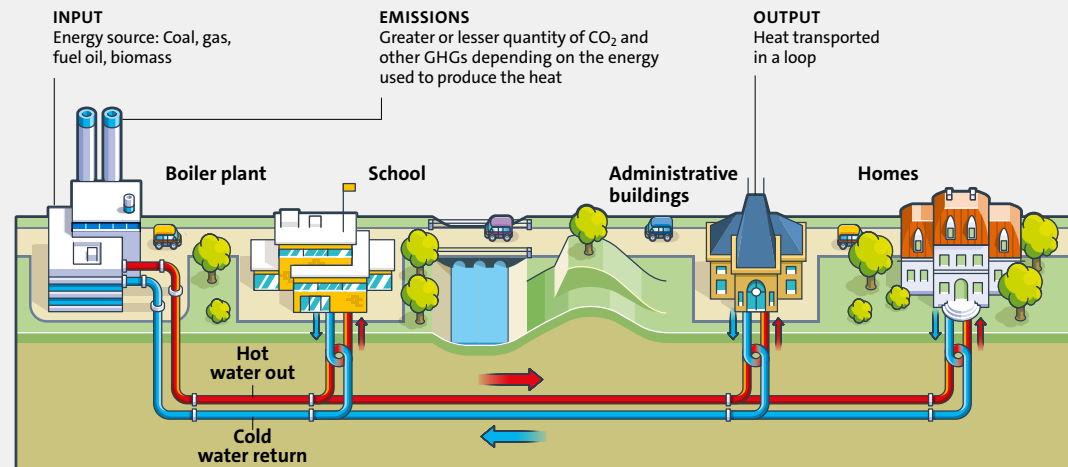 INPUT
Energy source: Coal, gas,
fuel oil, biomass
EMISSIONS
Greater or lesser quantity of CO₂ and
other GHGs depending on the energy
used to produce the heat
OUTPUT
Heat transported
in a loop
Boiler plant
School
Administrative
buildings
Homes
Hot
water out
Cold
water return